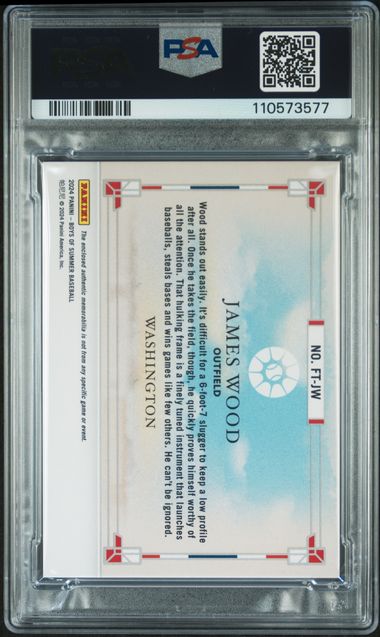 PSA
110573577
NO. FT-JW
JAMES WOOD
OUTFIELD
WASHINGTON
Wood stands out easily. It's difficult for a 6-foot-7 slugger to keep a low profile
after all. Once he takes the field, though, he quickly proves himself worthy of
all the attention. That hulking frame is a finely tuned instrument that launches
baseballs, steals bases and wins games like few others. He can't be ignored.
PANINI
The enclosed authentic memorabilia is not from any specific game or event.
2024 PANINI – BOYS OF SUMMER BASEBALL
帕尼尼 © 2024 Panini America, Inc.